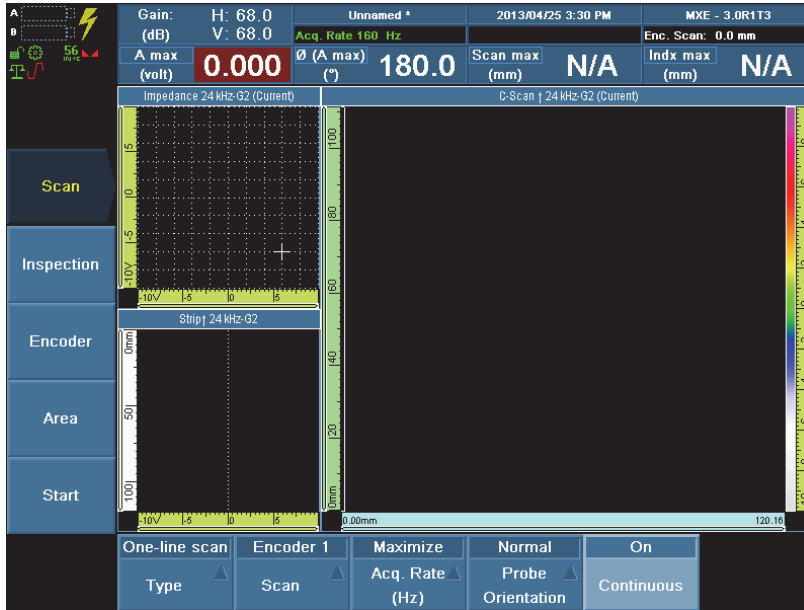 A
B
56
IN °C
Gain: H: 68.0
(dB) V: 68.0
Unnamed *
2013/04/25 3:30 PM
MXE - 3.0R1T3
Acq. Rate 160 Hz
Enc. Scan: 0.0 mm
A max
(volt)
0.000
Ø (A max)
(°)
180.0
Scan max
(mm)
N/A
Indx max
(mm)
N/A
Impedance 24 kHz-G2 (Current)
C-Scan † 24 kHz-G2 (Current)
|5
|0
|-5
-10V
-10V |-5 |0 |5
Strip† 24 kHz-G2
0mm
50|
100|
-10V |-5 |0 |5
|100
|80
|60
|40
|20
0mm
0.00mm 120.16
Scan
Inspection
Encoder
Area
Start
One-line scan
Type
Encoder 1
Scan
Maximize
Acq. Rate
(Hz)
Normal
Probe
Orientation
On
Continuous